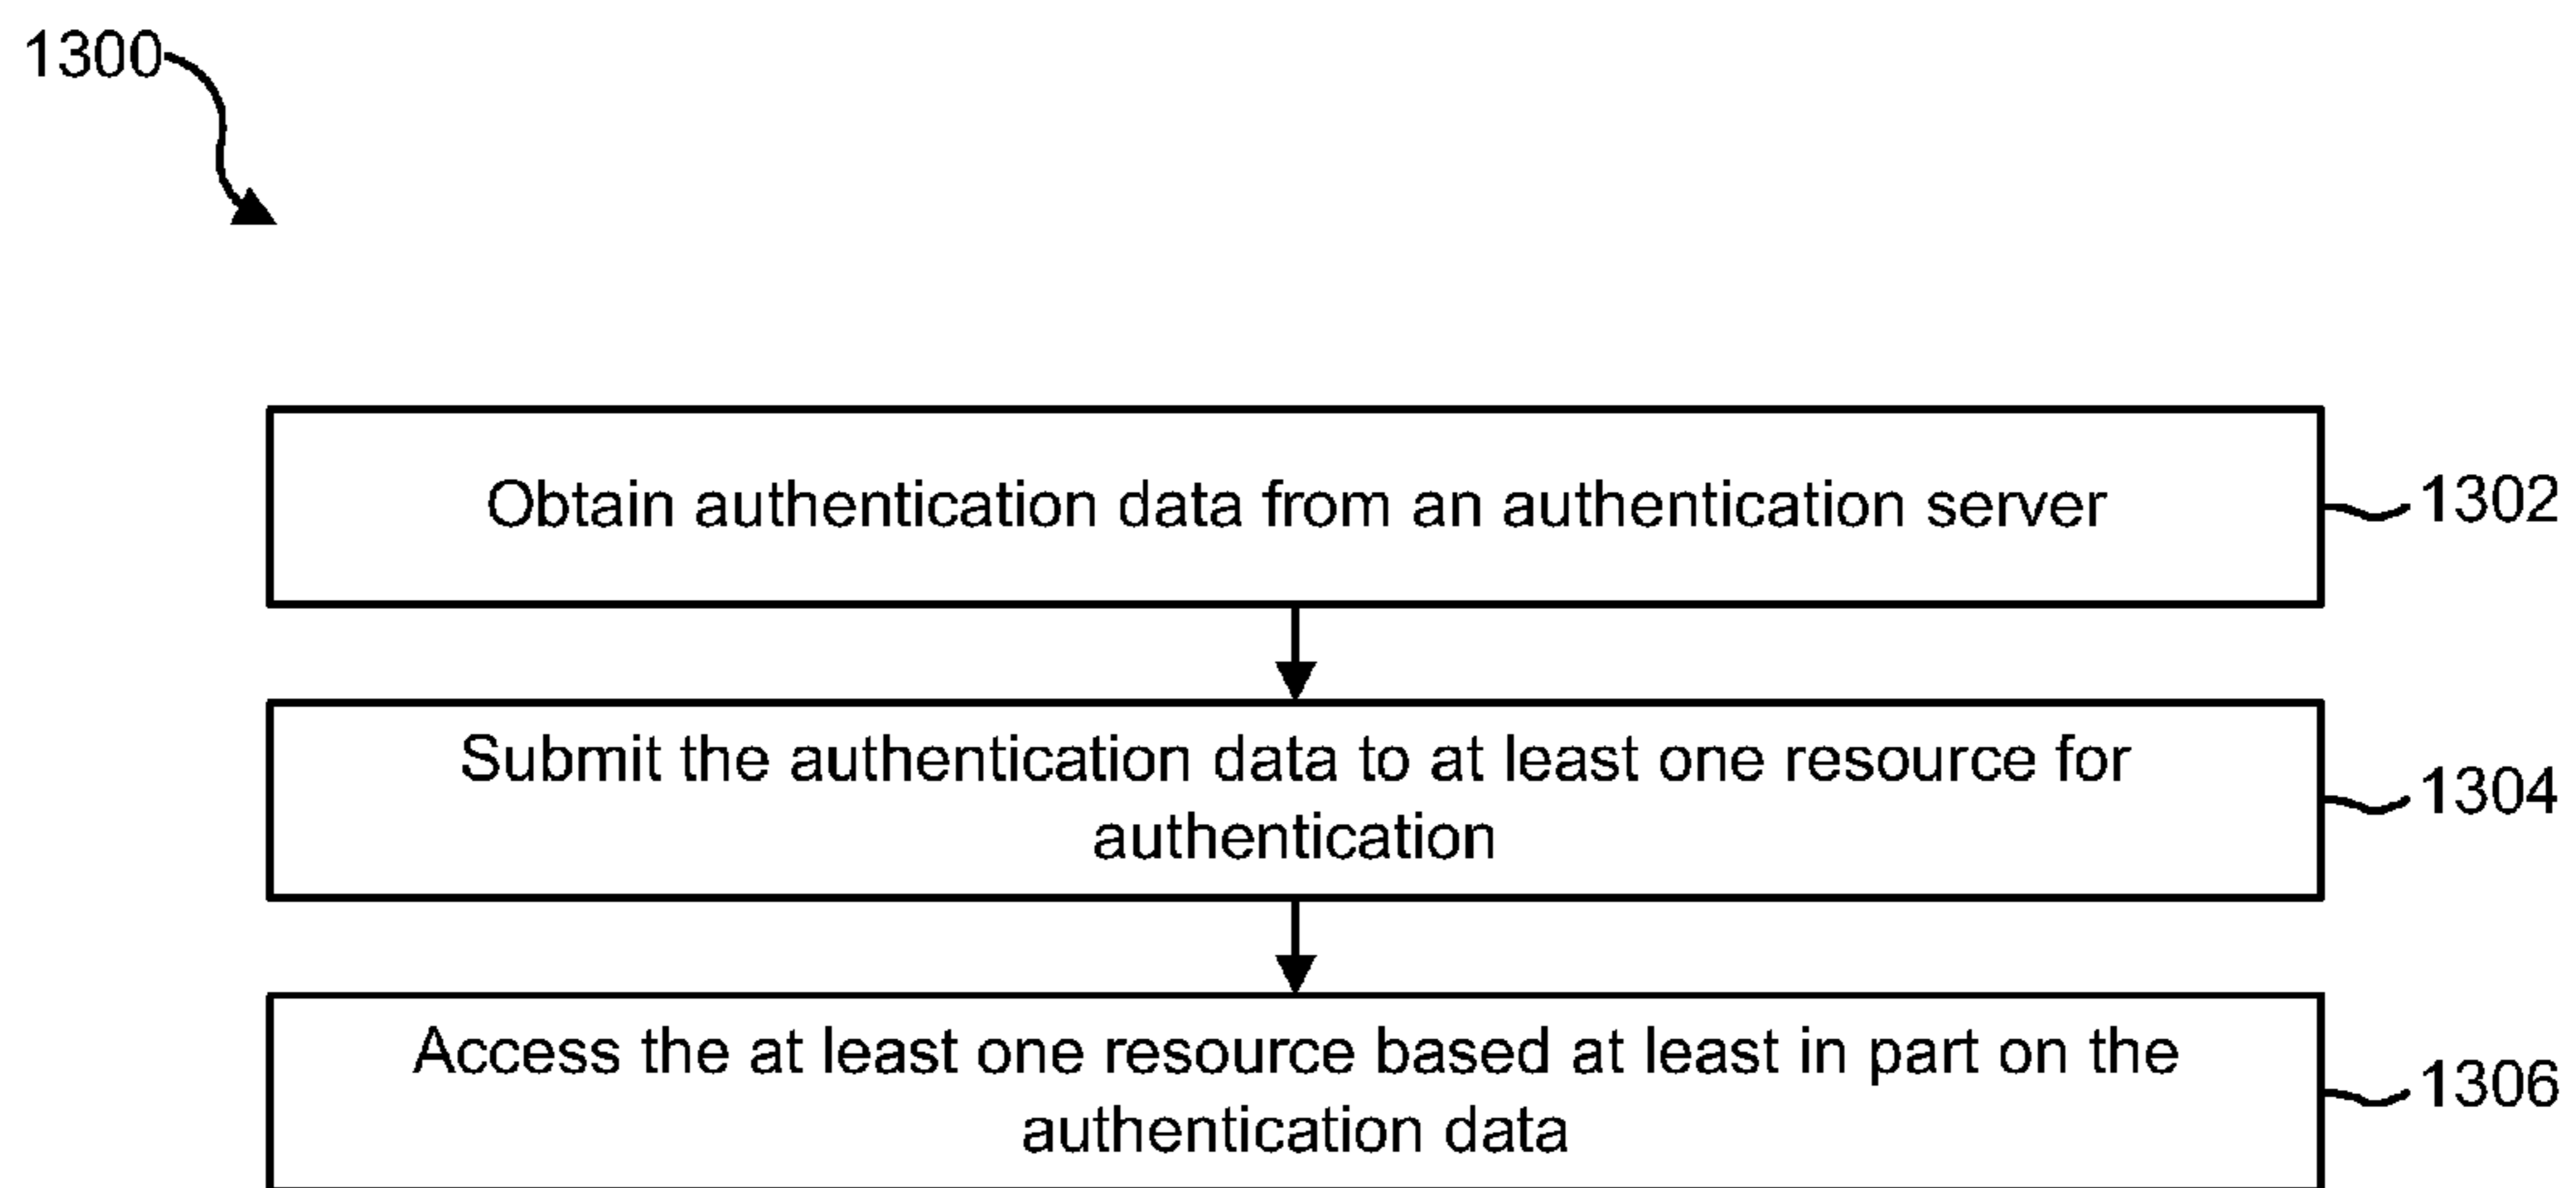 1300
Obtain authentication data from an authentication server
1302
Submit the authentication data to at least one resource for
authentication
1304
Access the at least one resource based at least in part on the
authentication data
1306